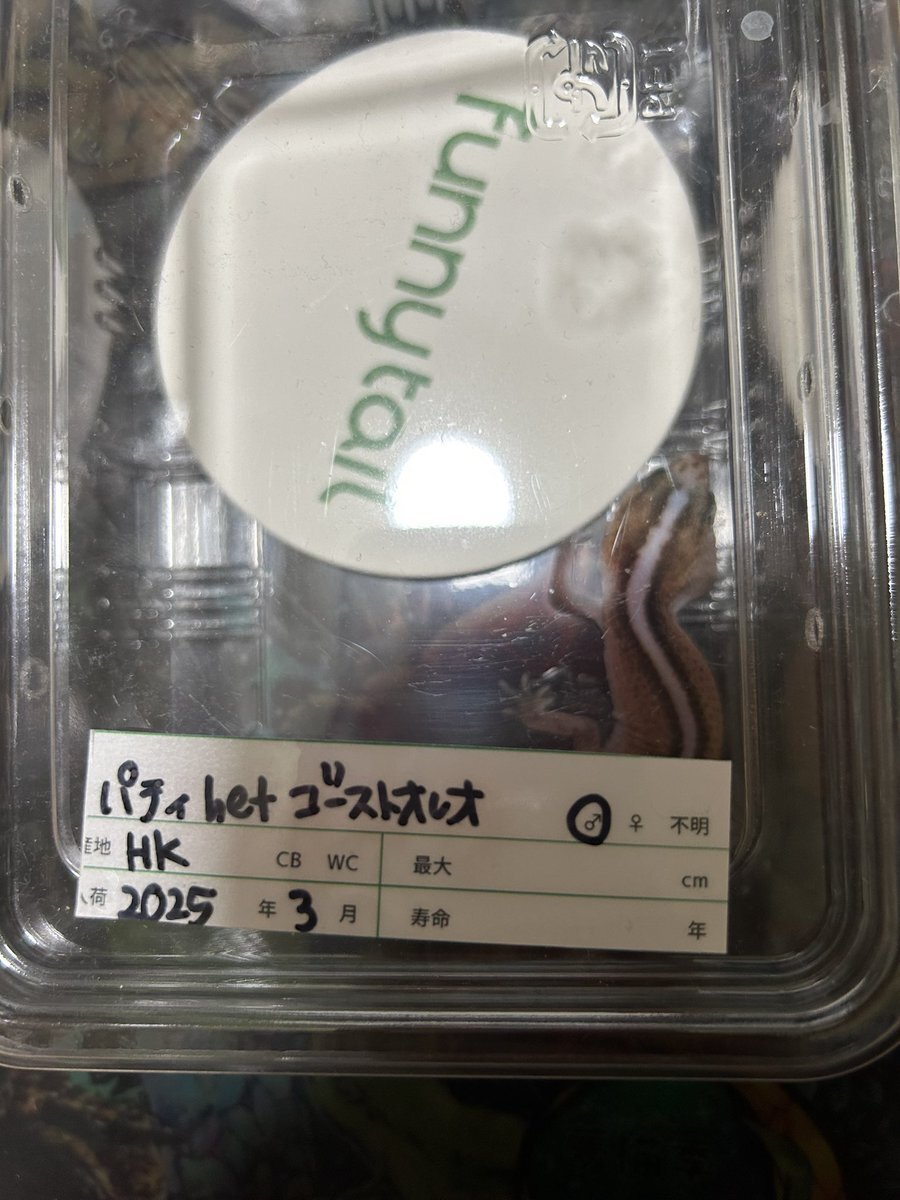 funnytail
PET
パティ het ゴーストオレオ ♂ ♀ 不明
産地 HK CB WC 最大 cm
入荷 2025 年 3 月 寿命 年